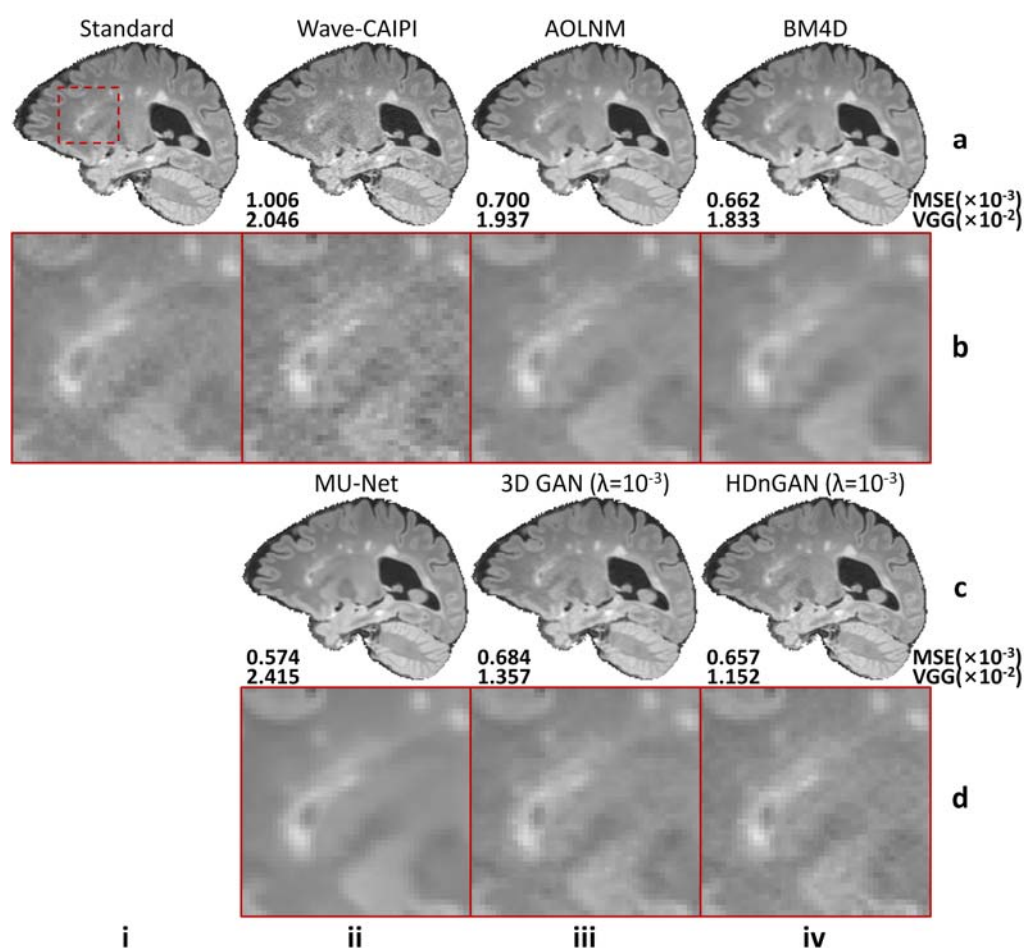 Standard Wave-CAIPI AOLNM BM4D
a
1.006 0.700 0.662 MSE(×10⁻³)
2.046 1.937 1.833 VGG(×10⁻²)
b
MU-Net 3D GAN (λ=10⁻³) HDnGAN (λ=10⁻³)
c
0.574 0.684 0.657 MSE(×10⁻³)
2.415 1.357 1.152 VGG(×10⁻²)
d
i ii iii iv